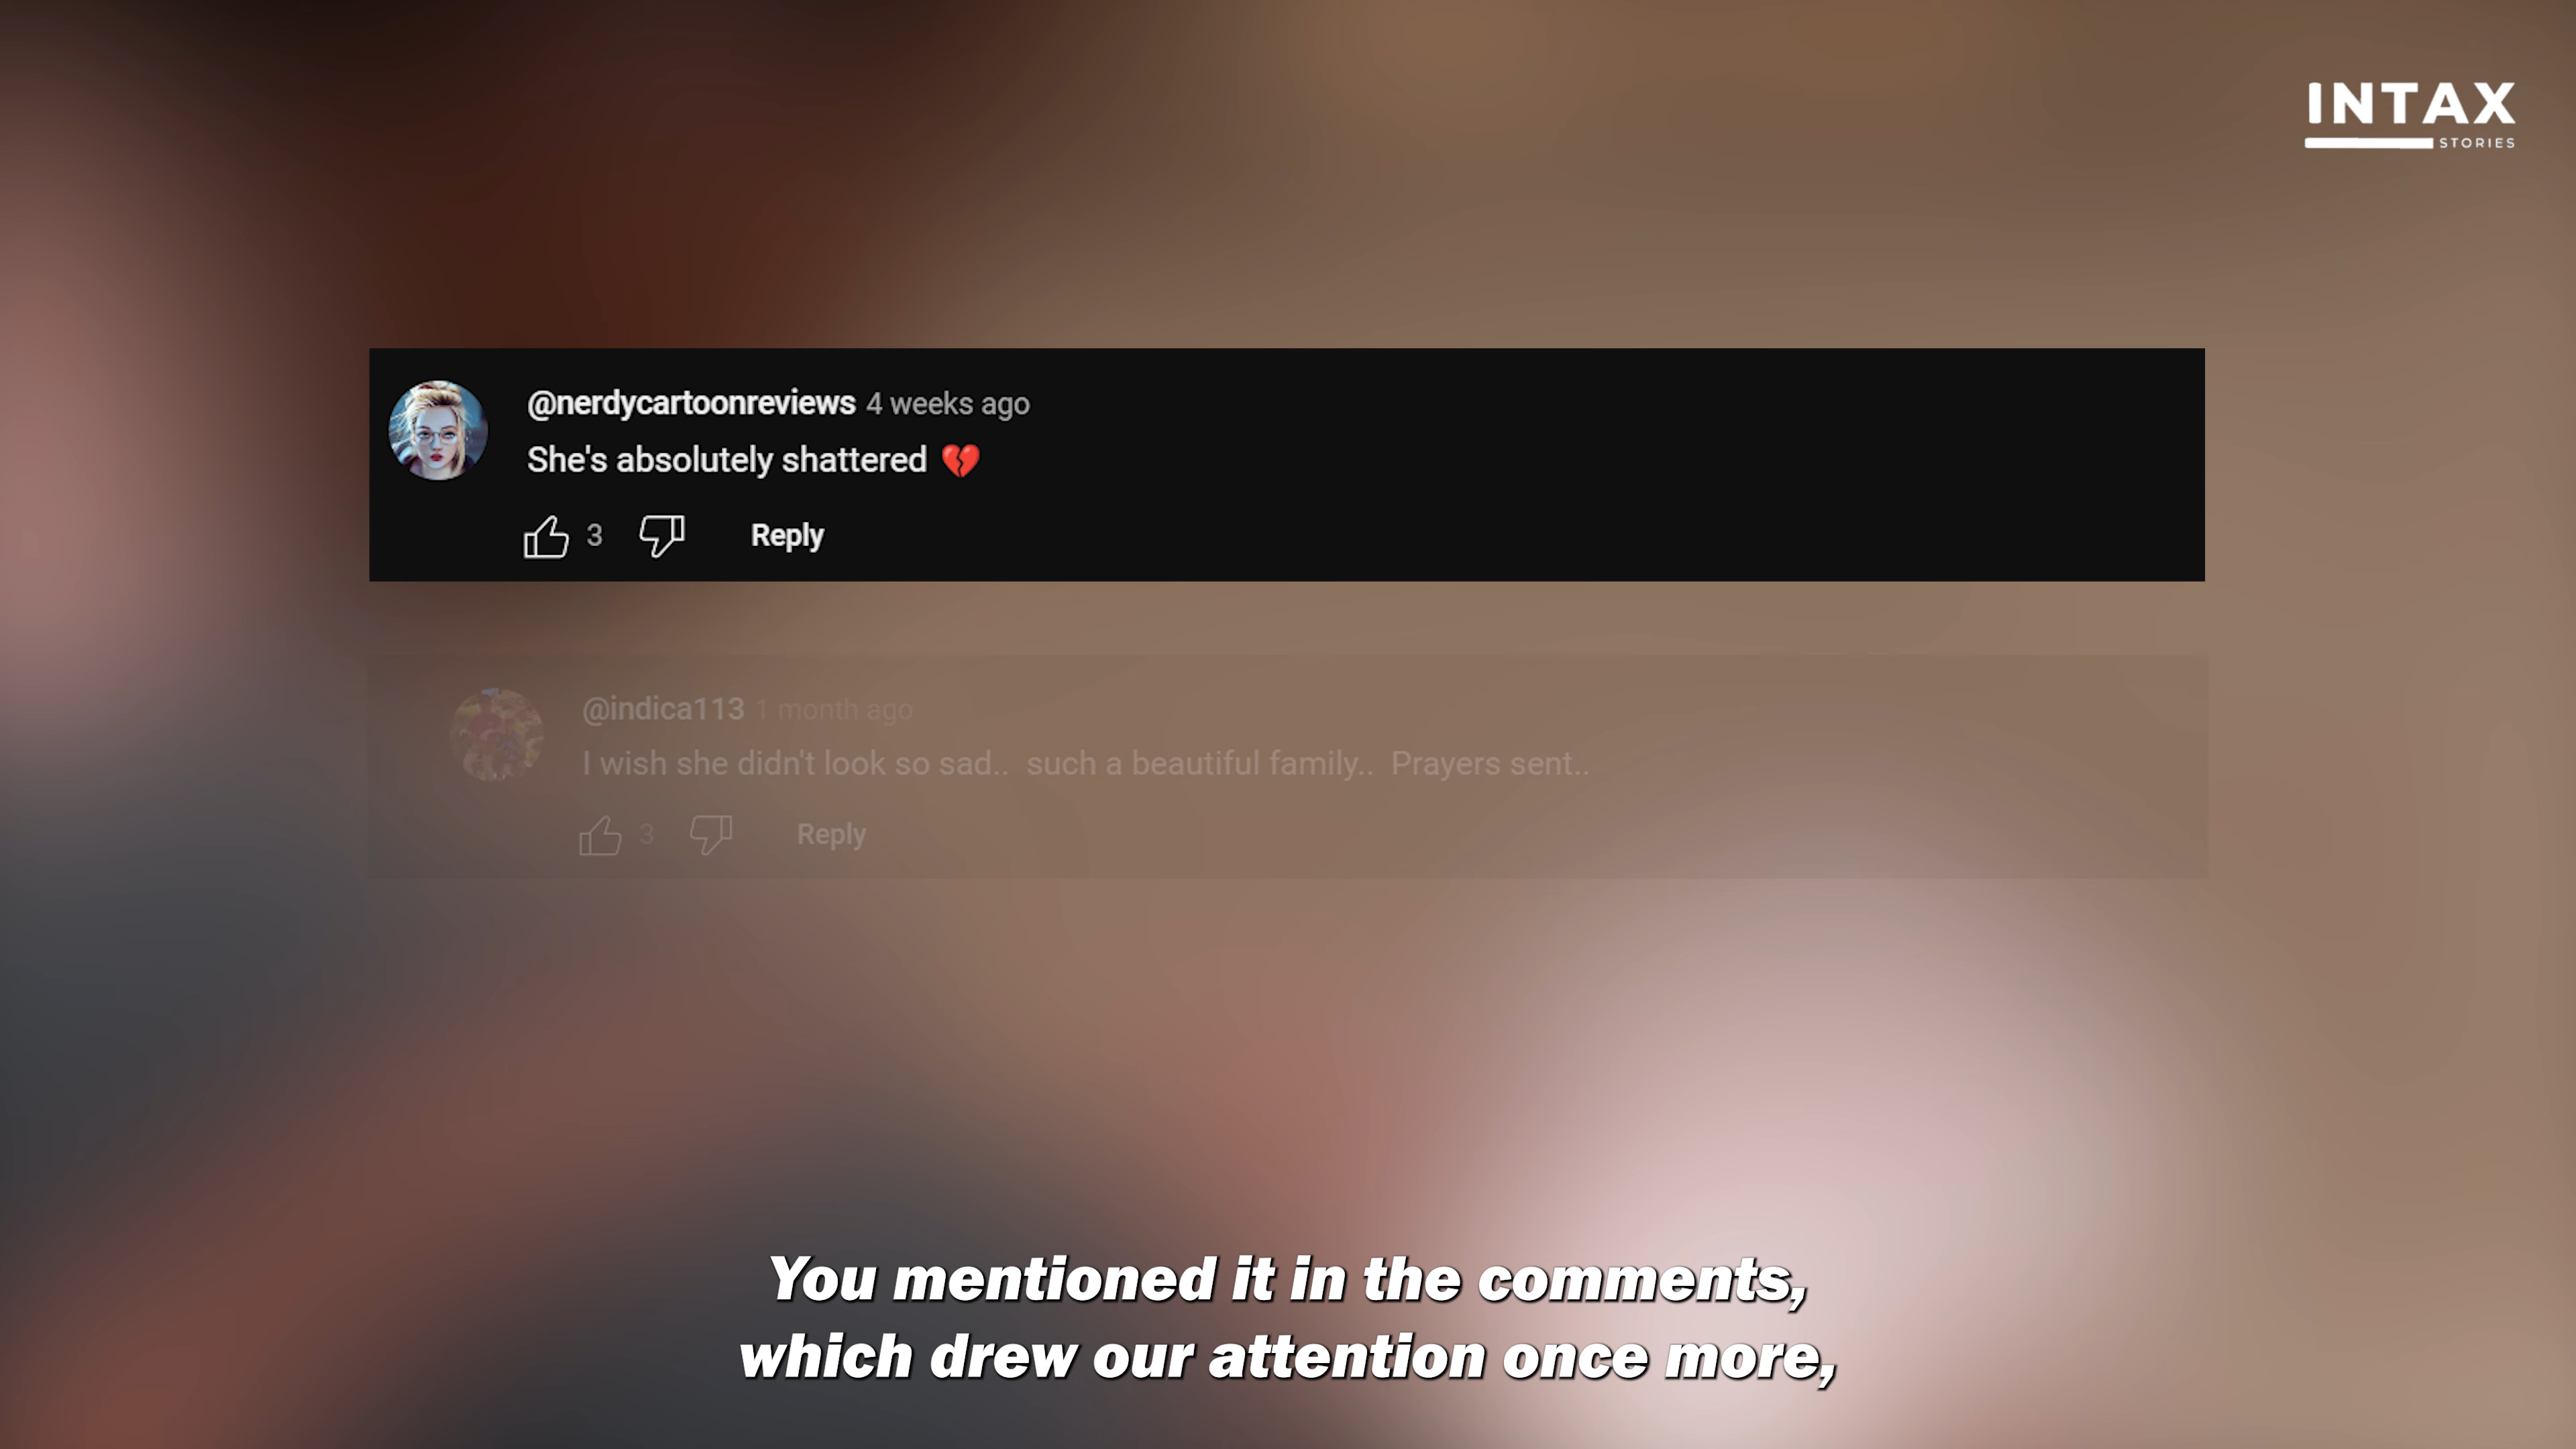 INTAX
STORIES
@nerdycartoonreviews 4 weeks ago
She's absolutely shattered 💔
3 Reply
@indica113 1 month ago
I wish she didn't look so sad.. such a beautiful family.. Prayers sent..
3 Reply
You mentioned it in the comments,
which drew our attention once more,